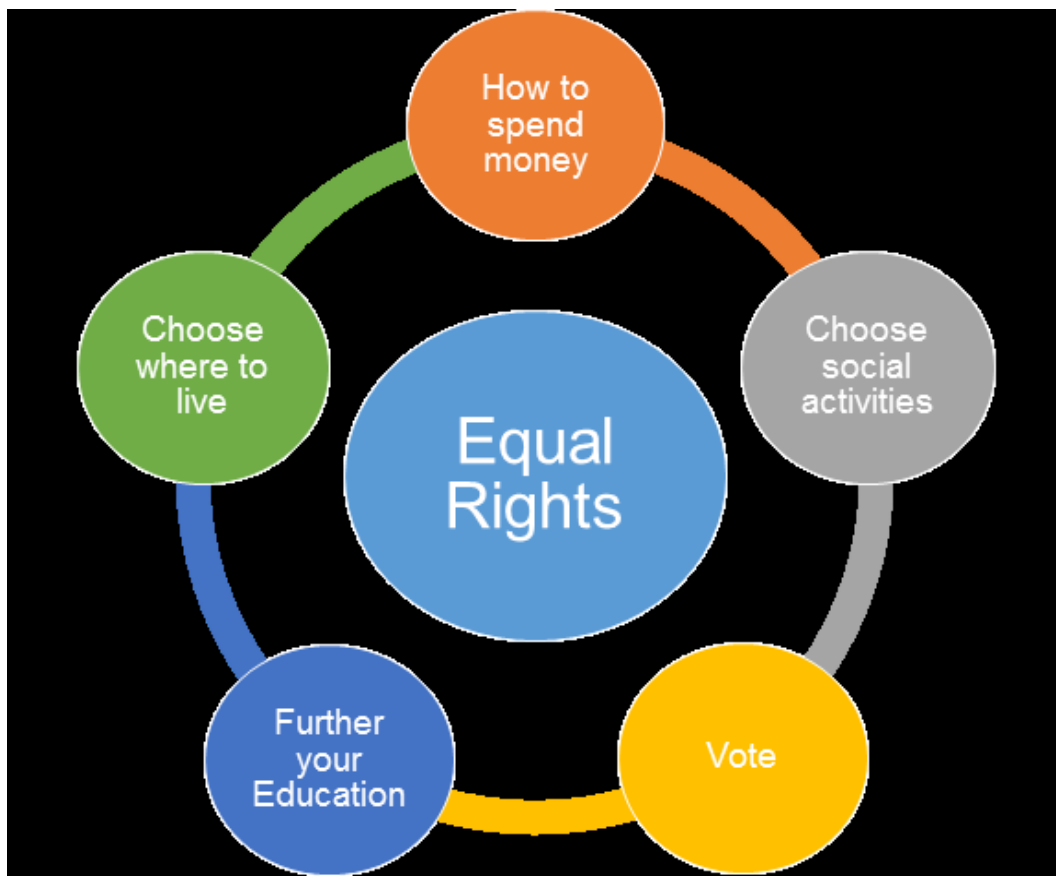 How to
spend
money
Choose
social
activities
Vote
Further
your
Education
Choose
where to
live
Equal
Rights